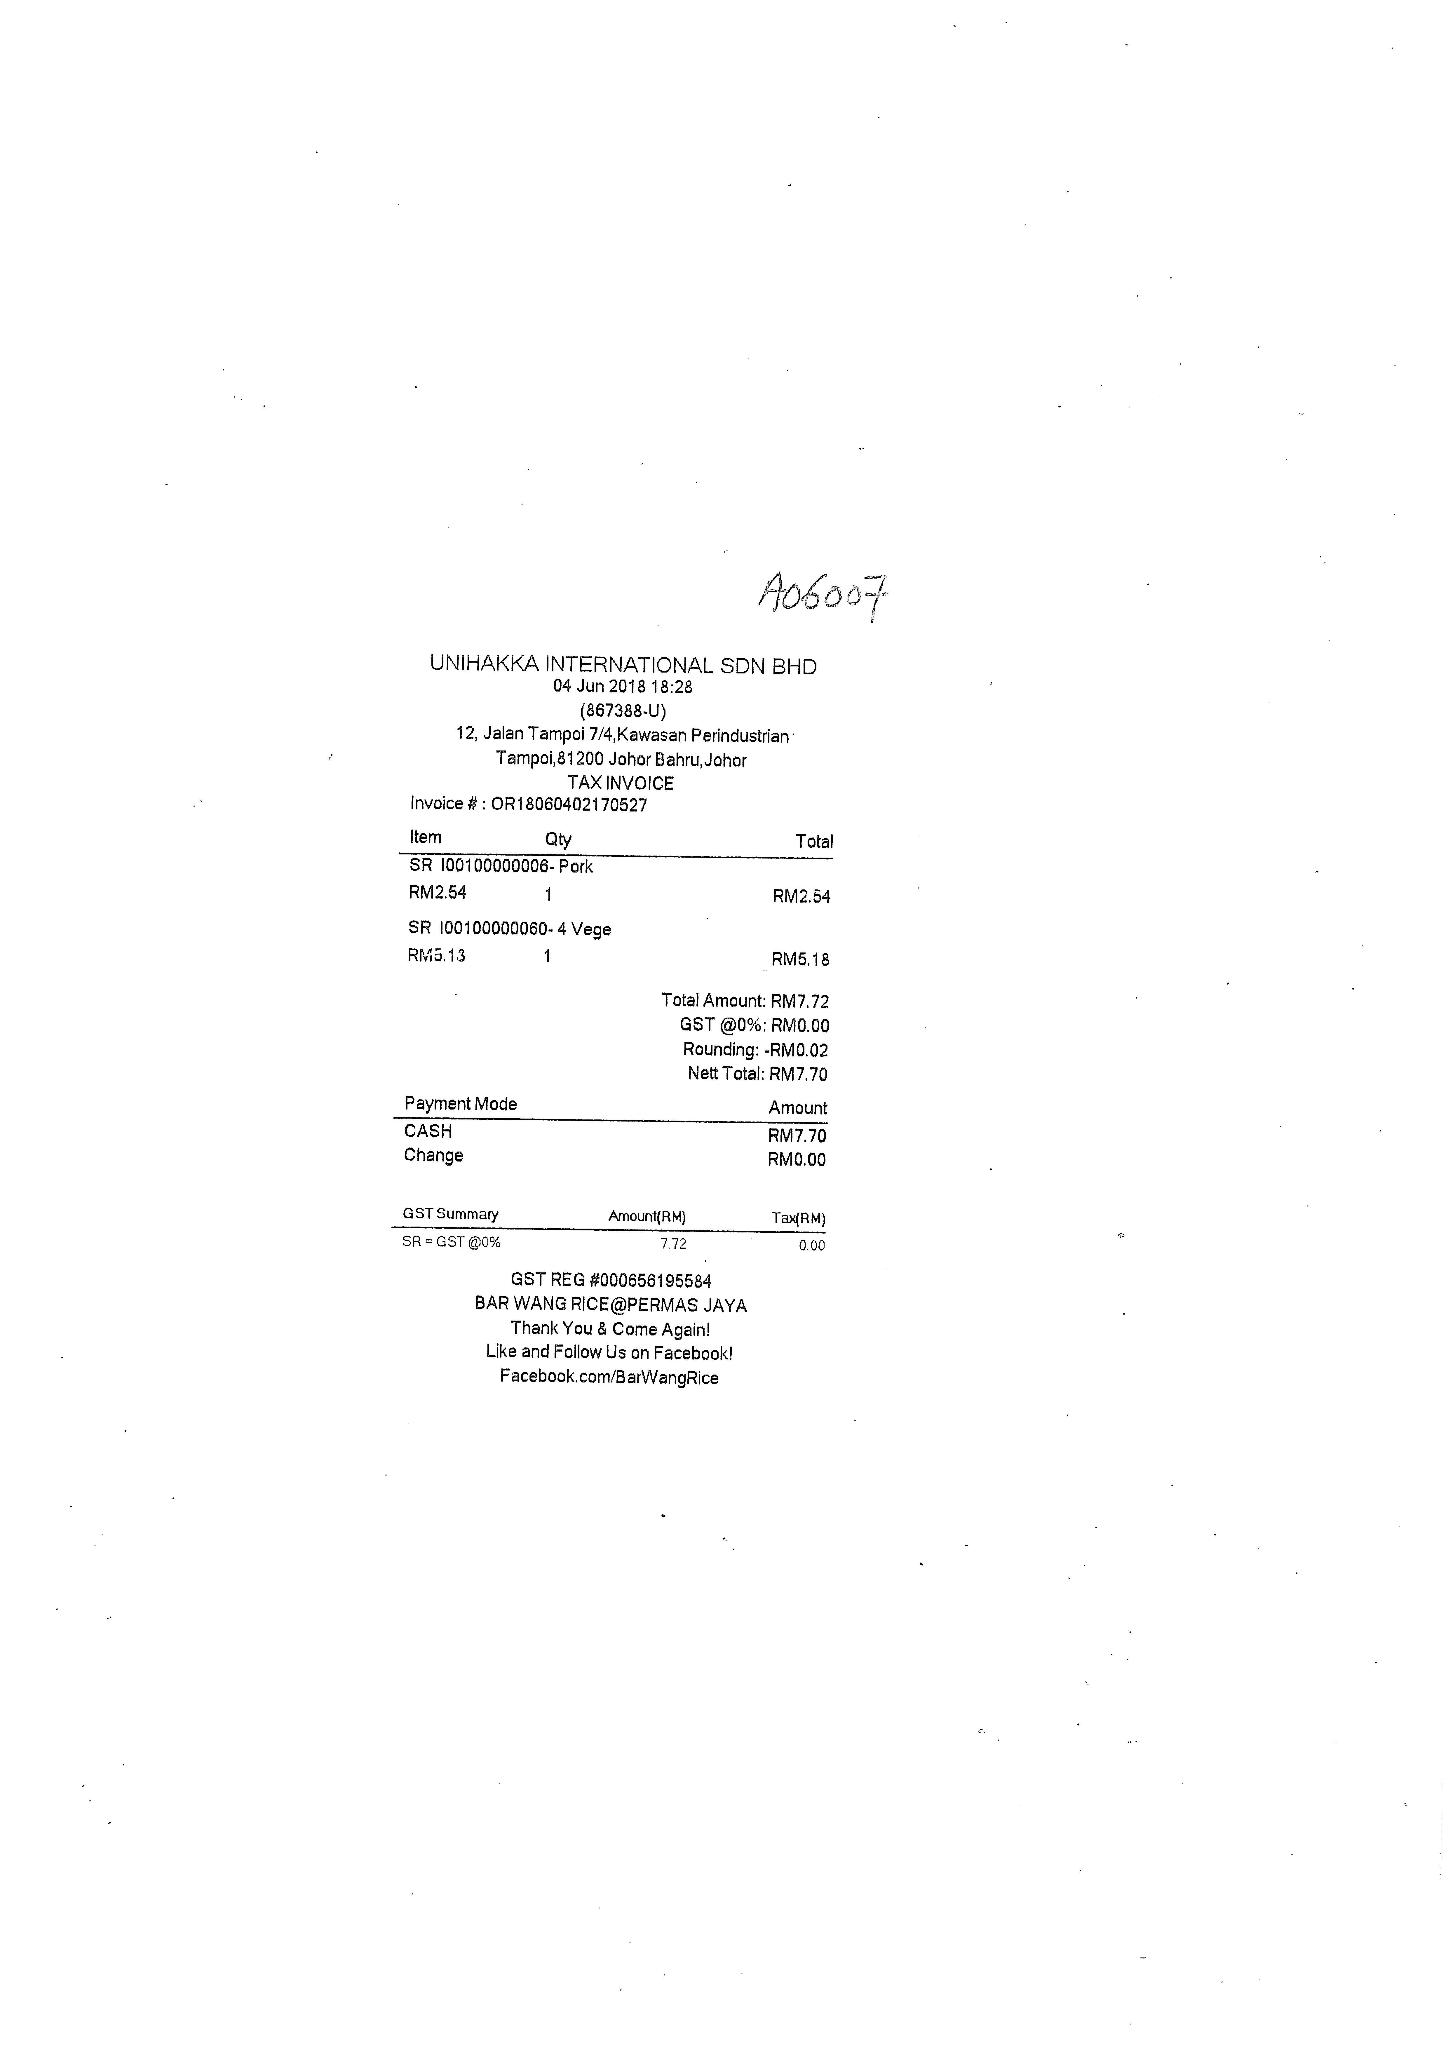 A06007
UNIHAKKA INTERNATIONAL SDN BHD
04 Jun 2018 18:28
(867388-U)
12, Jalan Tampoi 7/4,Kawasan Perindustrian
Tampoi,81200 Johor Bahru,Johor
TAX INVOICE
Invoice # : OR18060402170527
Item Qty Total
SR I00100000006- Pork
RM2.54 1 RM2.54
SR I00100000060- 4 Vege
1 RM5.18
Total Amount: RM7.72
GST @0%: RM0.00
Rounding: -RM0.02
Nett Total: RM7.70
Payment Mode Amount
CASH RM7.70
Change RM0.00
GST Summary Amount(RM) Tax(RM)
SR = GST @0% 7.72 0.00
GST REG #000656195584
BAR WANG RICE@PERMAS JAYA
Thank You & Come Again!
Like and Follow Us on Facebook!
Facebook.com/BarWangRice